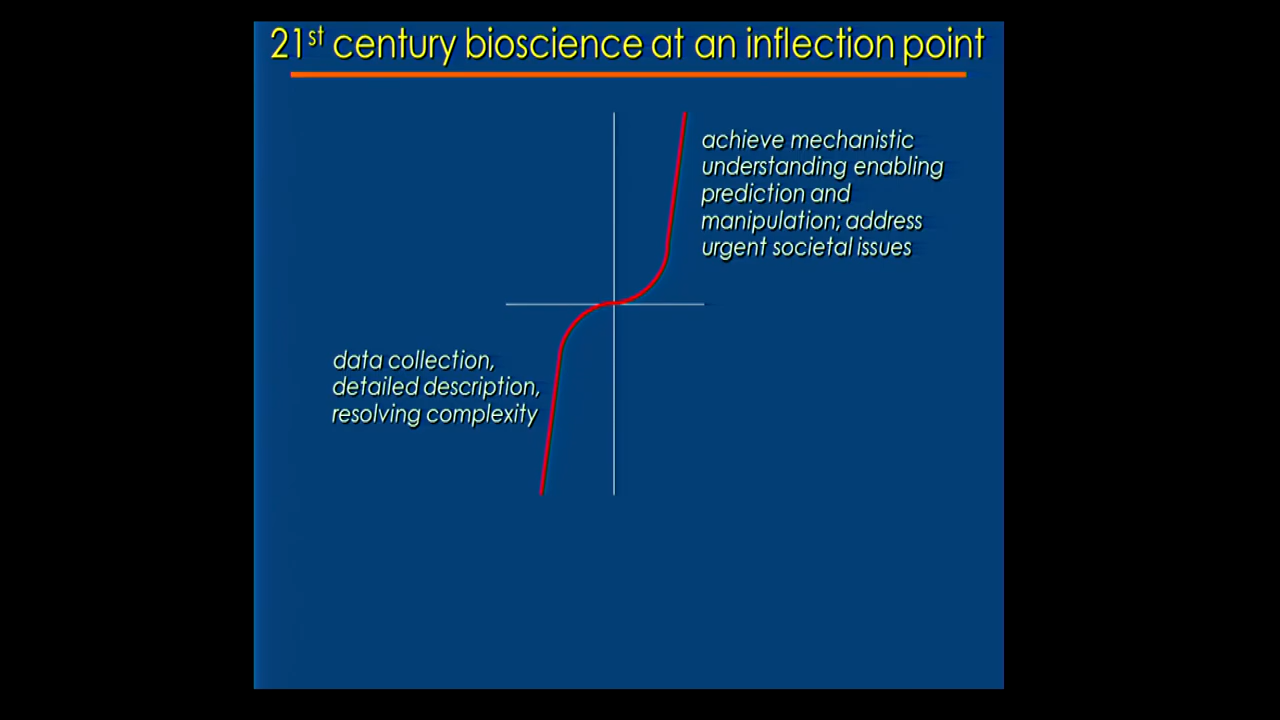 21st century bioscience at an inflection point
achieve mechanistic
understanding enabling
prediction and
manipulation; address
urgent societal issues
data collection,
detailed description,
resolving complexity